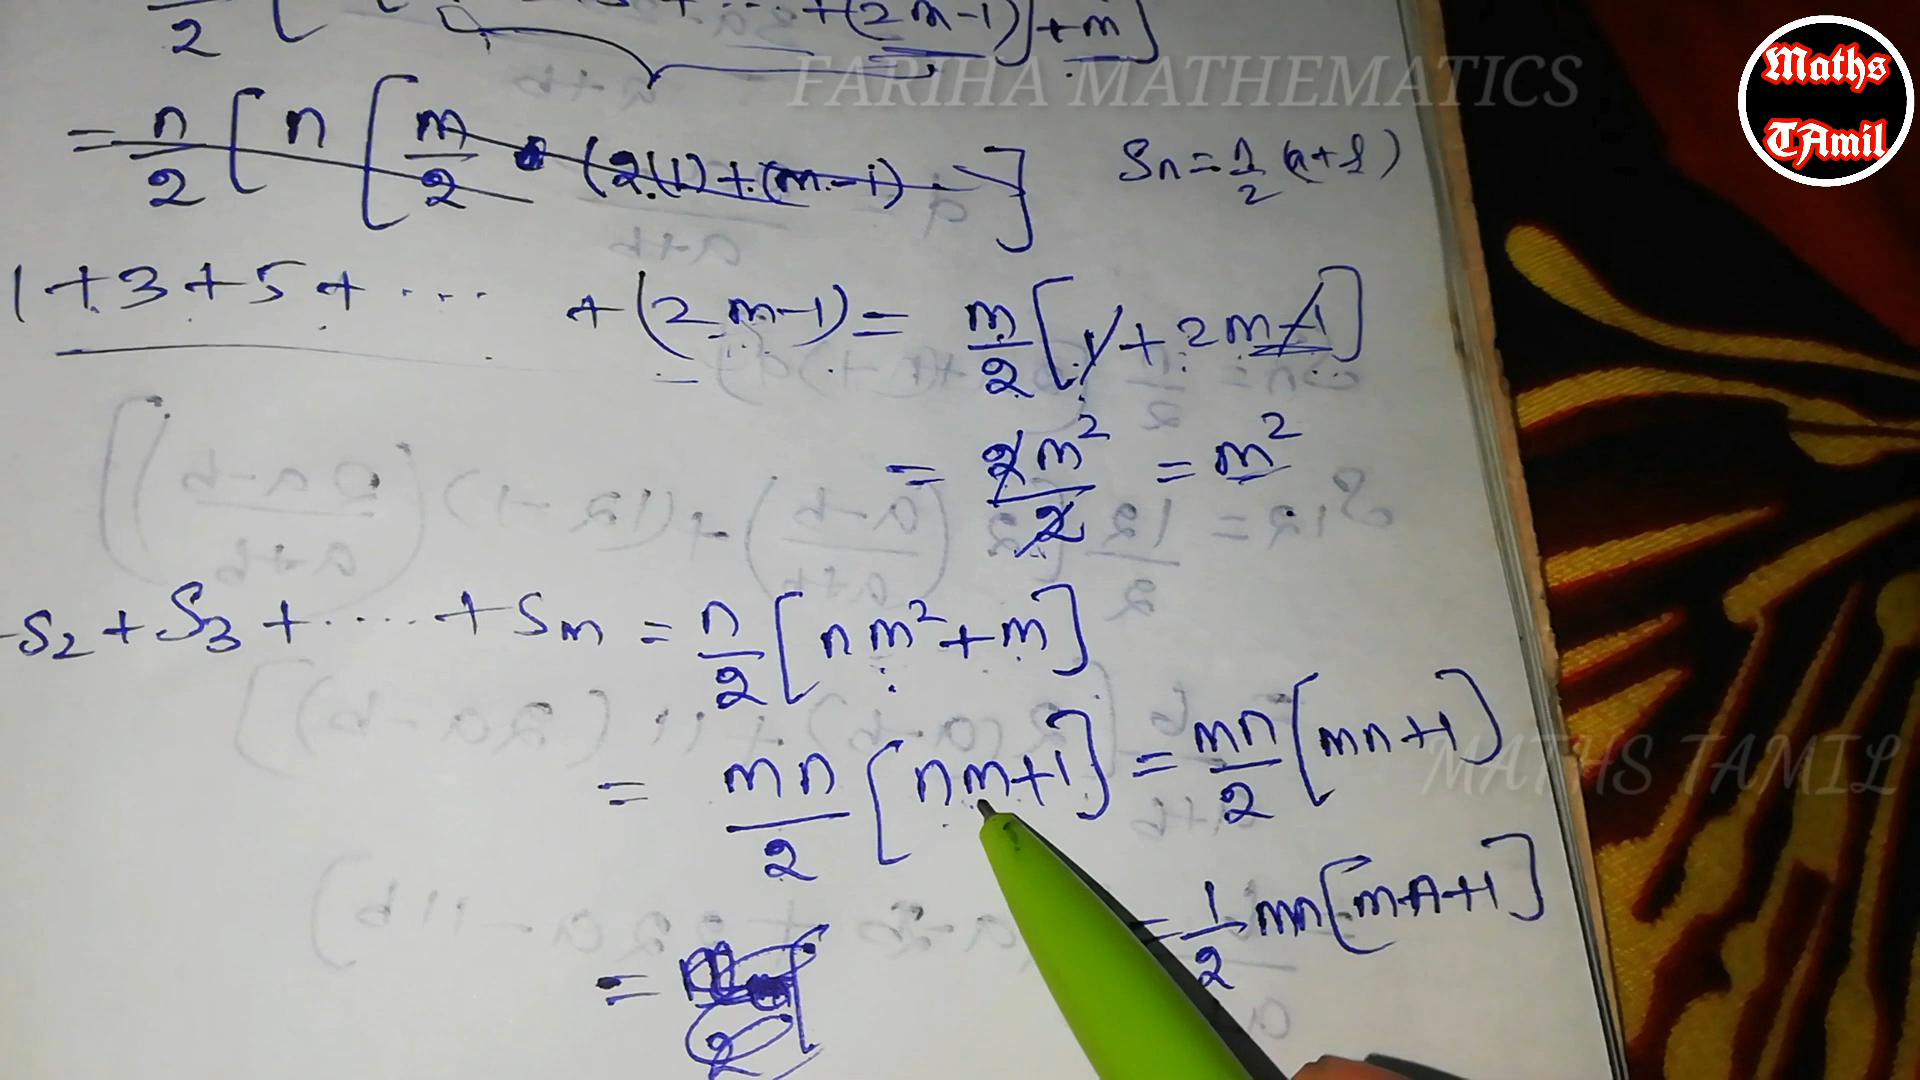 n/2 [ + ... + (2m-1)] + m]
FARIHA MATHEMATICS
Maths
TAmil
= n/2 [n [m/2 (2(1) + (m-1)]
Sn = n/2 (a+l)
1 + 3 + 5 + ... + (2m-1) = m/2 [1 + 2m-1]
= 2m²/2 = m²
S2 + S3 + .... + Sm = n/2 [nm² + m]
= mn/2 [nm+1] = mn/2 [mn+1]
MATHS TAMIL
= 1/2 mn[mn+1]
=